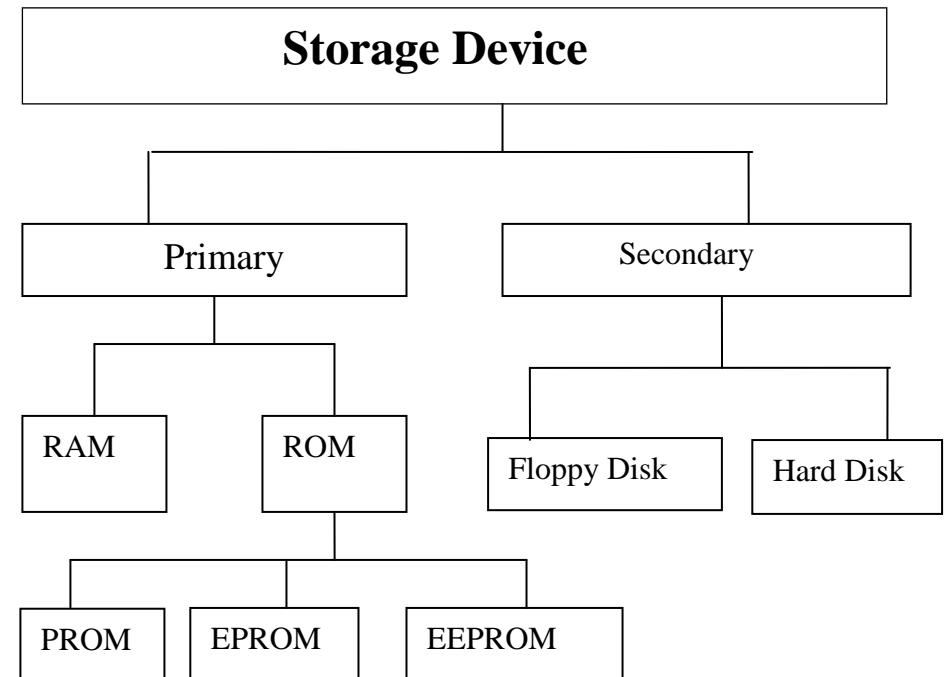 Storage Device
Primary
Secondary
RAM
ROM
Floppy Disk
Hard Disk
PROM
EPROM
EEPROM